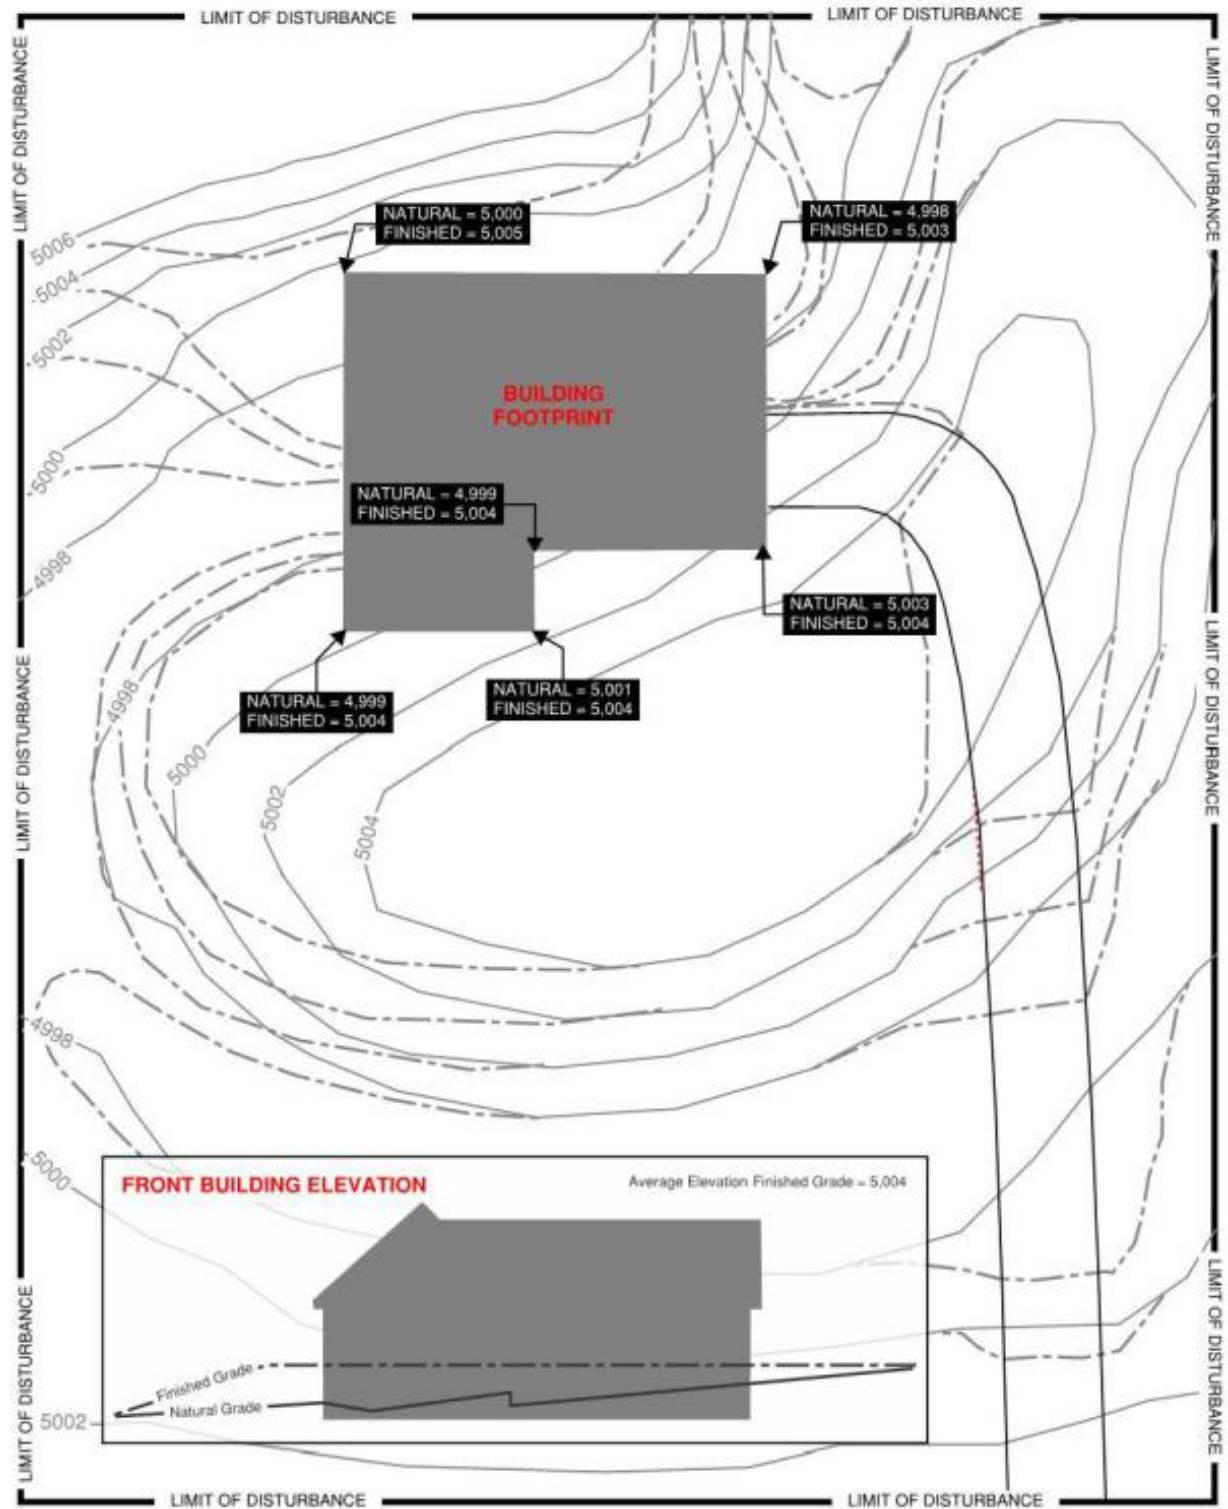 LIMIT OF DISTURBANCE
LIMIT OF DISTURBANCE
LIMIT OF DISTURBANCE
LIMIT OF DISTURBANCE
NATURAL = 5,000
FINISHED = 5,005
NATURAL = 4,998
FINISHED = 5,003
5006
5004
5002
5000
4998
BUILDING
FOOTPRINT
NATURAL = 4,999
FINISHED = 5,004
NATURAL = 5,003
FINISHED = 5,004
NATURAL = 4,999
FINISHED = 5,004
NATURAL = 5,001
FINISHED = 5,004
LIMIT OF DISTURBANCE
LIMIT OF DISTURBANCE
4998
5000
5002
5004
4998
5000
FRONT BUILDING ELEVATION
Average Elevation Finished Grade = 5,004
Finished Grade
Natural Grade
5002
LIMIT OF DISTURBANCE
LIMIT OF DISTURBANCE
LIMIT OF DISTURBANCE
LIMIT OF DISTURBANCE